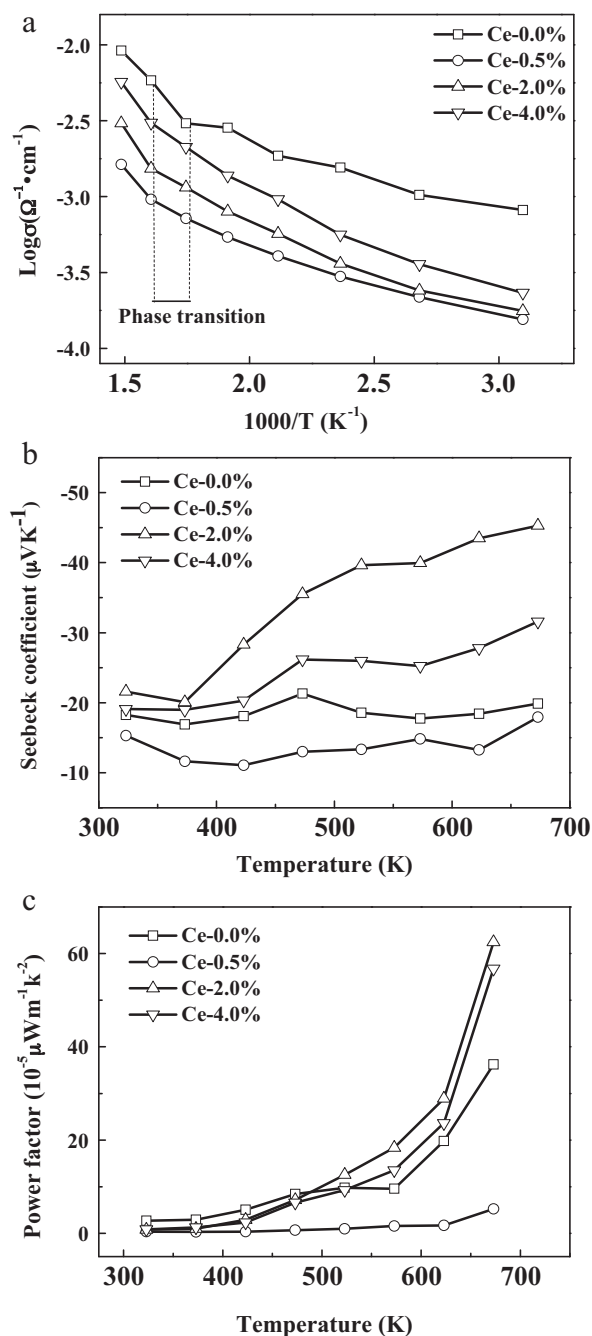 a
Ce-0.0%
Ce-0.5%
Ce-2.0%
Ce-4.0%
-2.0
-2.5
-3.0
-3.5
-4.0
Logσ(Ω⁻¹•cm⁻¹)
Phase transition
1.5 2.0 2.5 3.0
1000/T (K⁻¹)
b
Ce-0.0%
Ce-0.5%
Ce-2.0%
Ce-4.0%
-50
-40
-30
-20
-10
Seebeck coefficient (μVK⁻¹)
300 400 500 600 700
Temperature (K)
c
Ce-0.0%
Ce-0.5%
Ce-2.0%
Ce-4.0%
60
40
20
0
Power factor (10⁻⁵μWm⁻¹k⁻²)
300 400 500 600 700
Temperature (K)